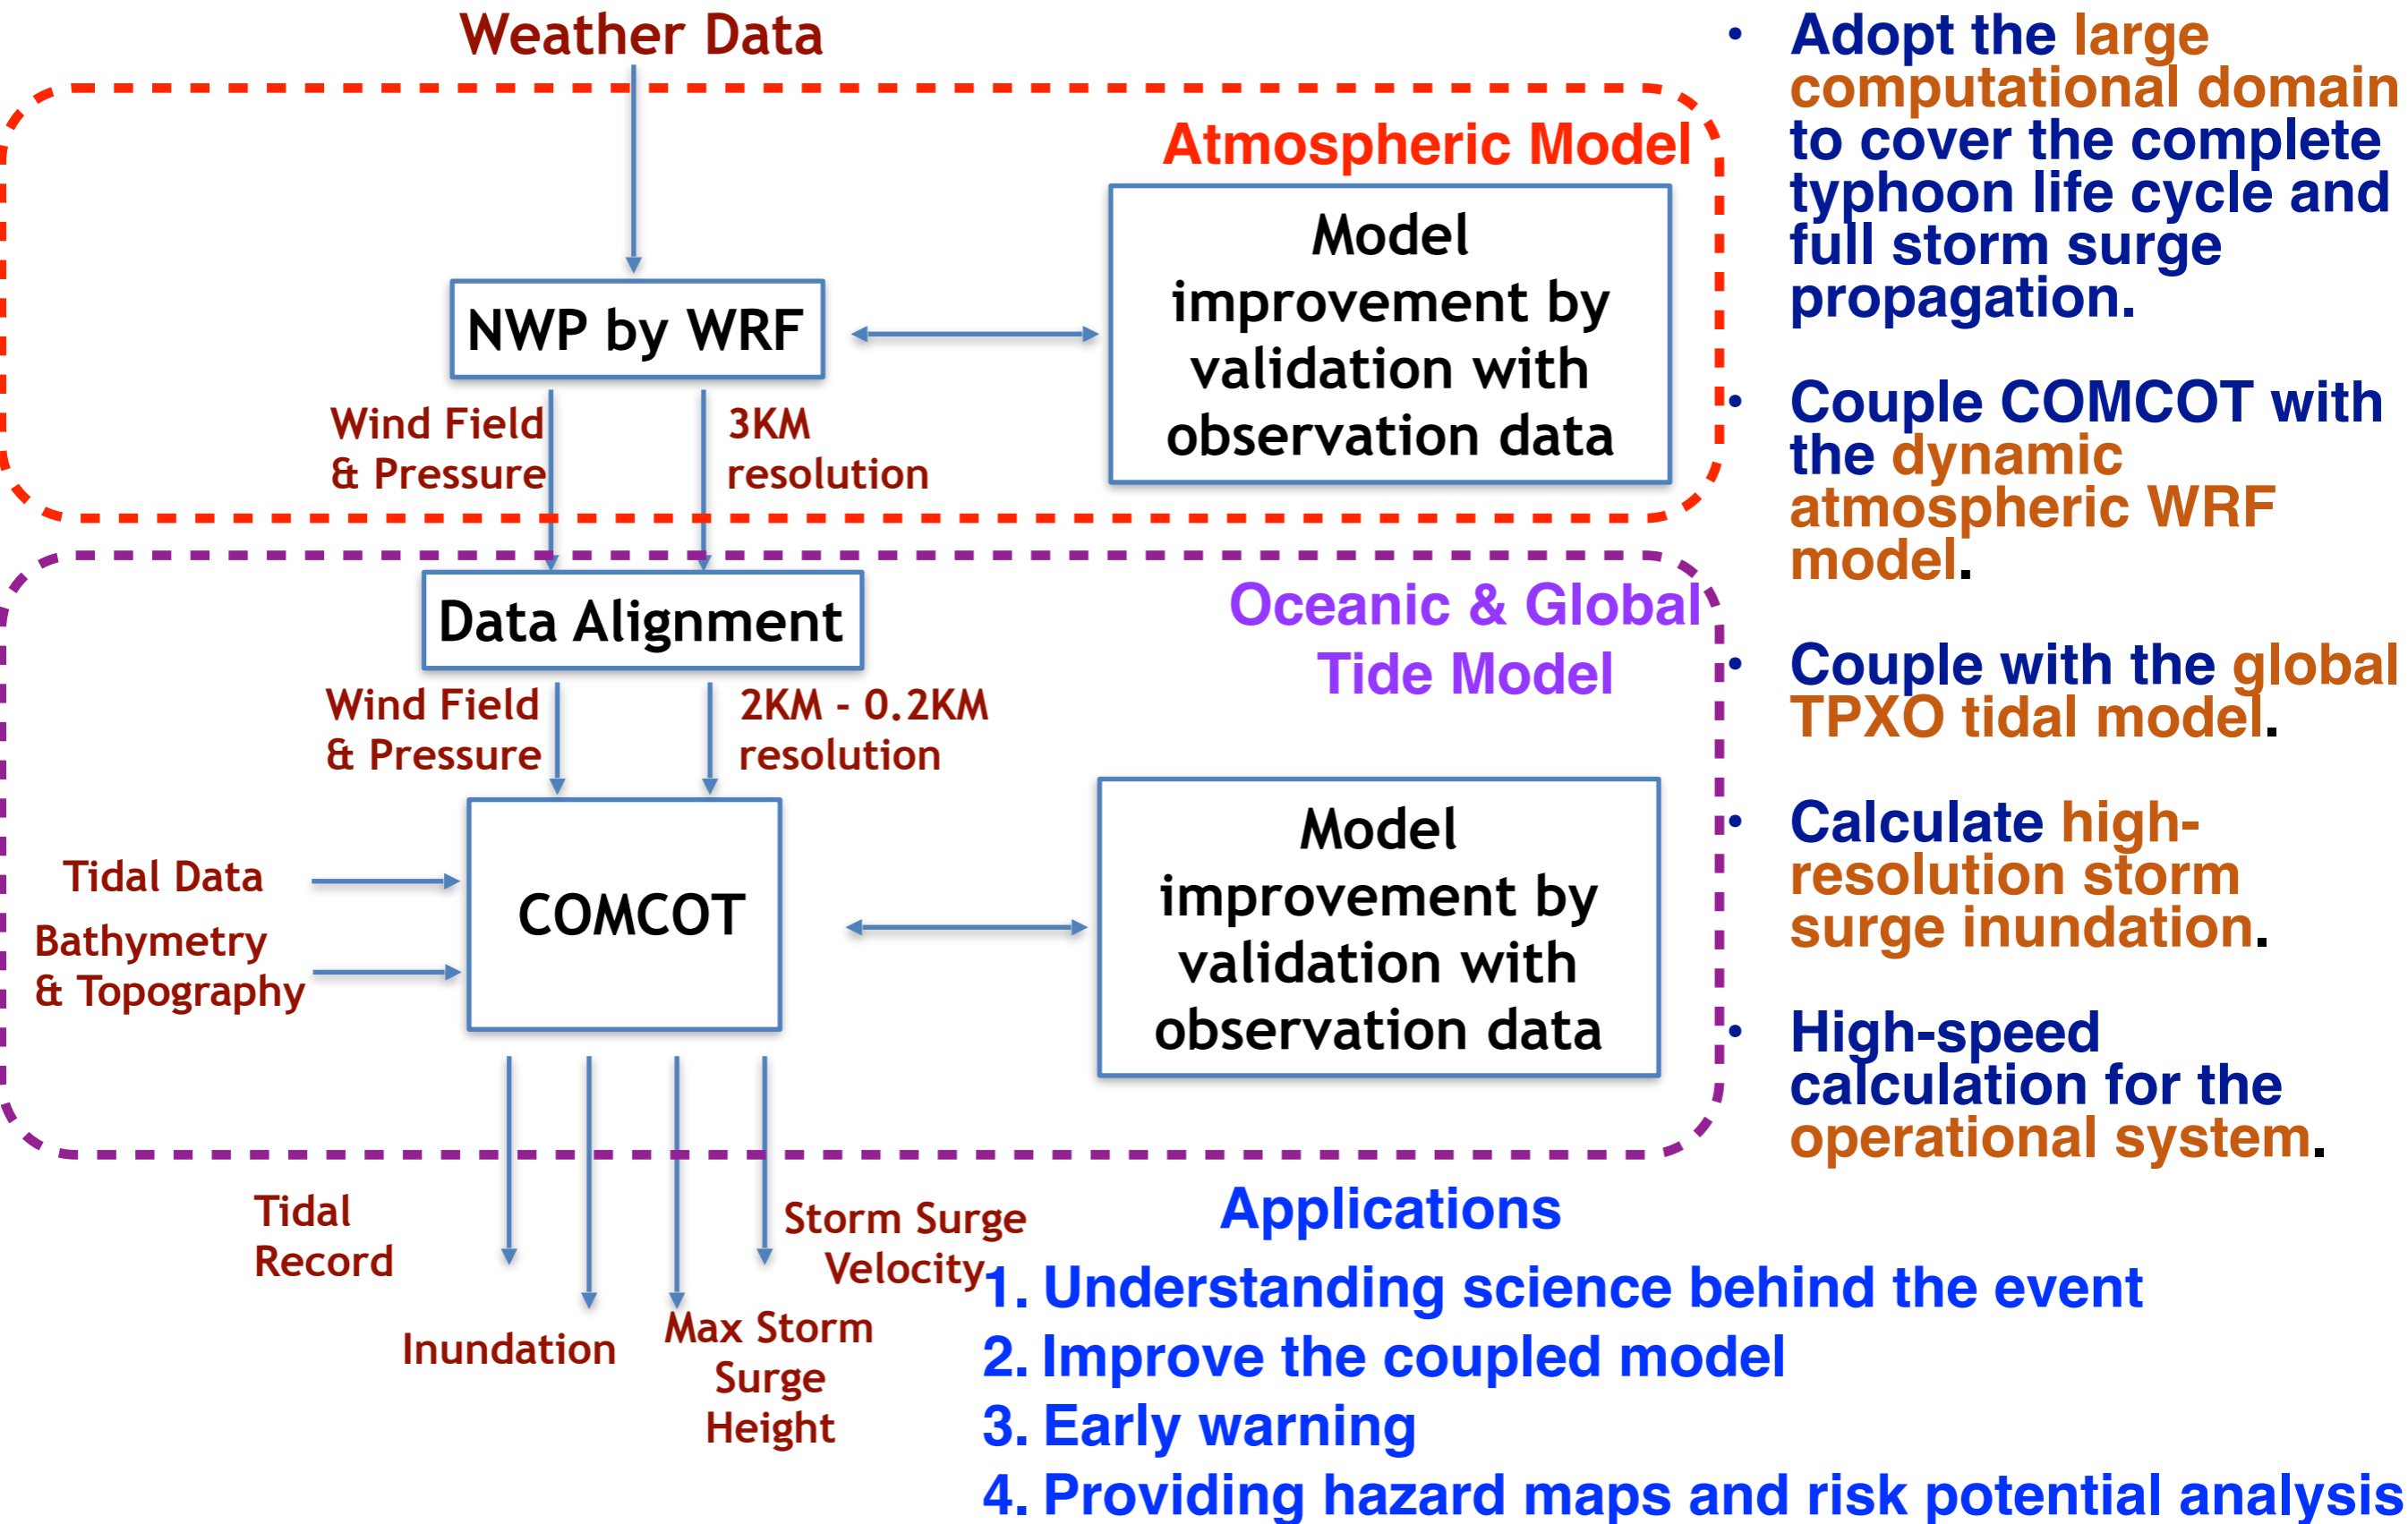 Weather Data
Atmospheric Model
NWP by WRF
Model
improvement by
validation with
observation data
Wind Field
& Pressure
3KM
resolution
Data Alignment
Oceanic & Global
Tide Model
Wind Field
& Pressure
2KM - 0.2KM
resolution
Tidal Data
Bathymetry
& Topography
COMCOT
Model
improvement by
validation with
observation data
Tidal
Record
Inundation
Max Storm
Surge
Height
Storm Surge
Velocity
• Adopt the large
computational domain
to cover the complete
typhoon life cycle and
full storm surge
propagation.
• Couple COMCOT with
the dynamic
atmospheric WRF
model.
• Couple with the global
TPXO tidal model.
• Calculate high-
resolution storm
surge inundation.
• High-speed
calculation for the
operational system.
Applications
1. Understanding science behind the event
2. Improve the coupled model
3. Early warning
4. Providing hazard maps and risk potential analysis